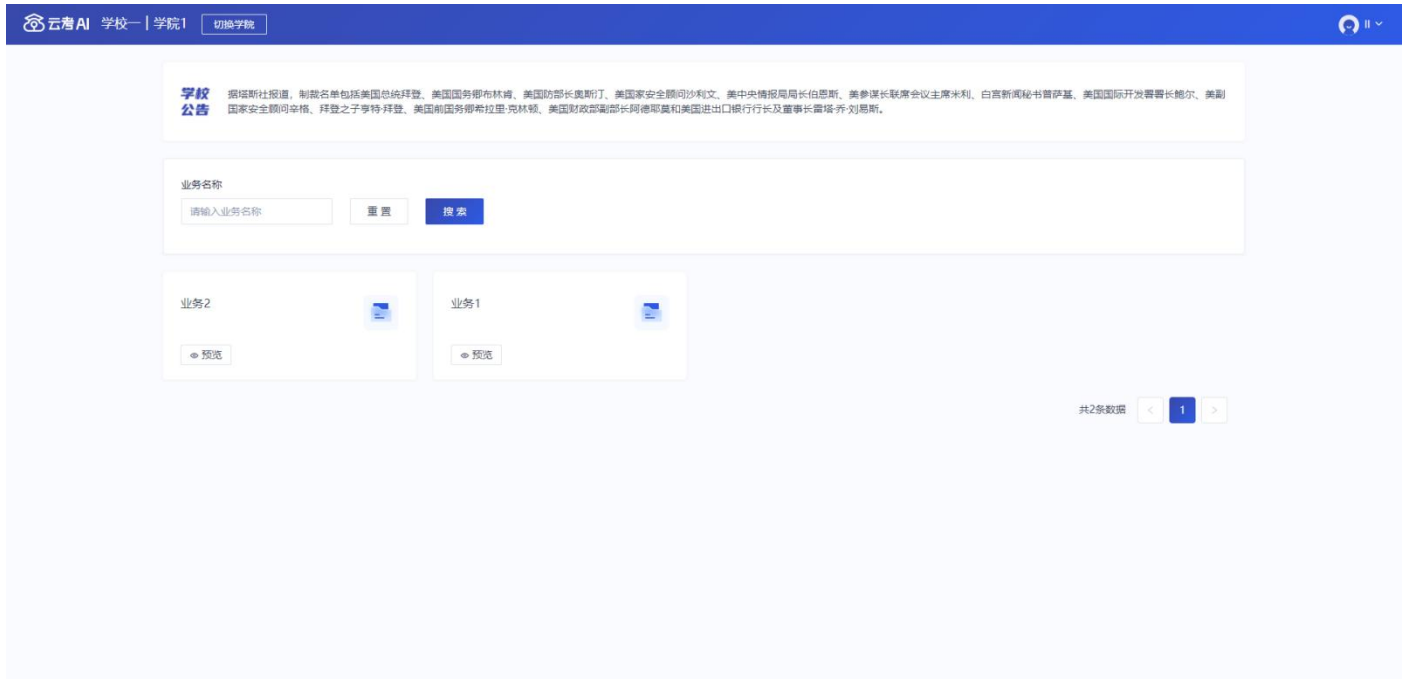 云考AI 学校一 | 学院1 切换学院 II
学校公告
据塔斯社报道，制裁名单包括美国总统拜登、美国国务卿布林肯、美国防部长奥斯汀、美国家安全顾问沙利文、美中央情报局局长伯恩斯、美参谋长联席会议主席米利、白宫新闻秘书普萨基、美国国际开发署署长鲍尔、美副
国家安全顾问辛格、拜登之子亨特·拜登、美国前国务卿希拉里·克林顿、美国财政部副部长阿德耶莫和美国进出口银行行长及董事长雷塔·乔·刘易斯。
业务名称
请输入业务名称 重置 搜索
业务2 业务1
预览 预览
共2条数据 < 1 >